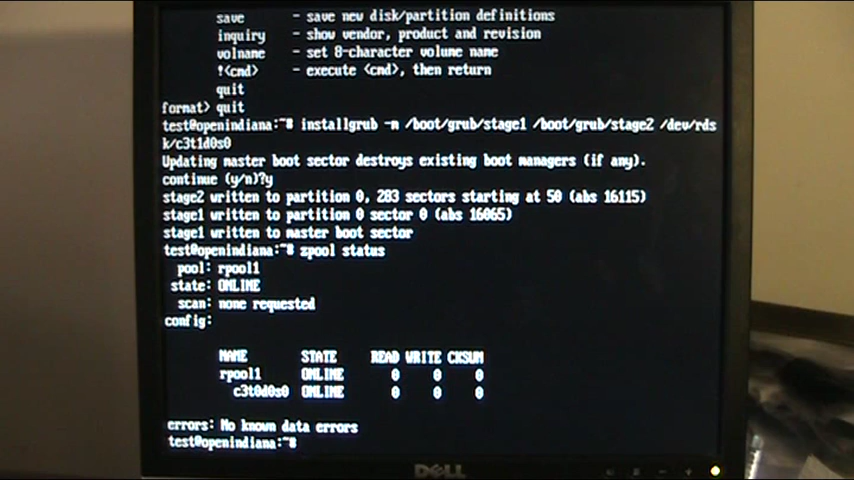 save - save new disk/partition definitions
inquiry - show vendor, product and revision
volname - set 8-character volume name
!<cmd> - execute <cmd>, then return
quit
format> quit
test@openindiana:~# installgrub -m /boot/grub/stage1 /boot/grub/stage2 /dev/rds
k/c3t1d0s0
Updating master boot sector destroys existing boot managers (if any).
continue (y/n)?y
stage2 written to partition 0, 283 sectors starting at 50 (abs 16115)
stage1 written to partition 0 sector 0 (abs 16065)
stage1 written to master boot sector
test@openindiana:~# zpool status
pool: rpool1
state: ONLINE
scan: none requested
config:
NAME STATE READ WRITE CKSUM
rpool1 ONLINE 0 0 0
c3t0d0s0 ONLINE 0 0 0
errors: No known data errors
test@openindiana:~#
DELL